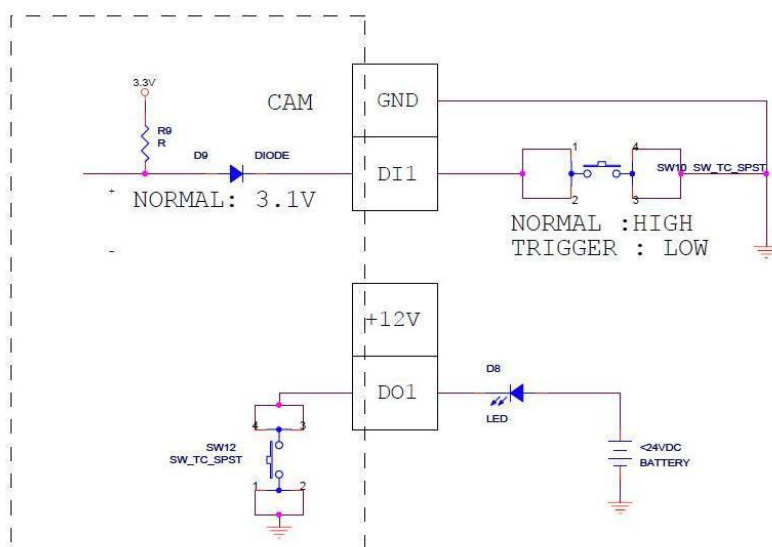 3.3V
R9
R
CAM
GND
D9
DIODE
DI1
1
4
2
3
SW10 SW_TC_SPST
+
NORMAL: 3.1V
-
NORMAL :HIGH
TRIGGER : LOW
+12V
DO1
D8
LED
4
3
SW12
SW_TC_SPST
1
2
<24VDC
BATTERY